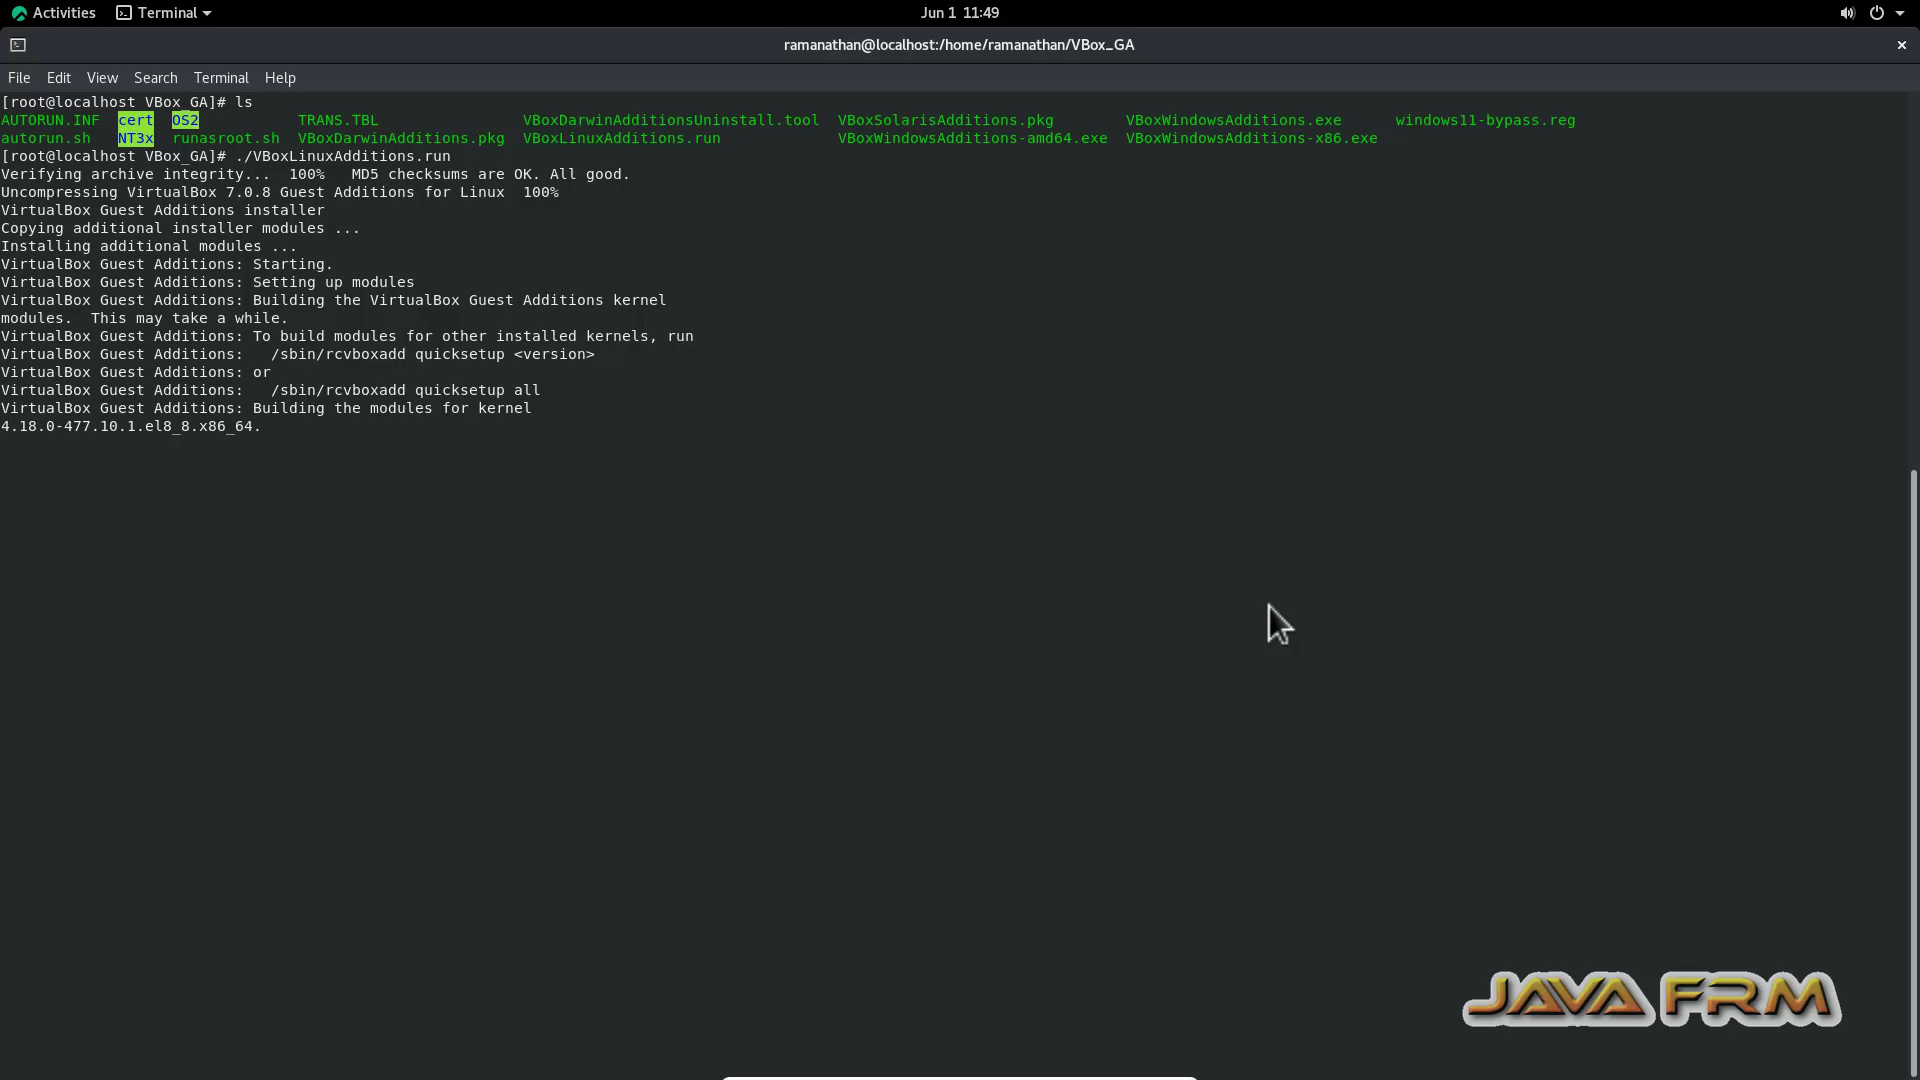 Activities Terminal Jun 1 11:49
ramanathan@localhost:/home/ramanathan/VBox_GA
File Edit View Search Terminal Help
[root@localhost VBox_GA]# ls
AUTORUN.INF cert OS2 TRANS.TBL VBoxDarwinAdditionsUninstall.tool VBoxSolarisAdditions.pkg VBoxWindowsAdditions.exe windows11-bypass.reg
autorun.sh NT3x runasroot.sh VBoxDarwinAdditions.pkg VBoxLinuxAdditions.run VBoxWindowsAdditions-amd64.exe VBoxWindowsAdditions-x86.exe
[root@localhost VBox_GA]# ./VBoxLinuxAdditions.run
Verifying archive integrity... 100% MD5 checksums are OK. All good.
Uncompressing VirtualBox 7.0.8 Guest Additions for Linux 100%
VirtualBox Guest Additions installer
Copying additional installer modules ...
Installing additional modules ...
VirtualBox Guest Additions: Starting.
VirtualBox Guest Additions: Setting up modules
VirtualBox Guest Additions: Building the VirtualBox Guest Additions kernel
modules. This may take a while.
VirtualBox Guest Additions: To build modules for other installed kernels, run
VirtualBox Guest Additions: /sbin/rcvboxadd quicksetup <version>
VirtualBox Guest Additions: or
VirtualBox Guest Additions: /sbin/rcvboxadd quicksetup all
VirtualBox Guest Additions: Building the modules for kernel
4.18.0-477.10.1.el8_8.x86_64.
JAVA FRM